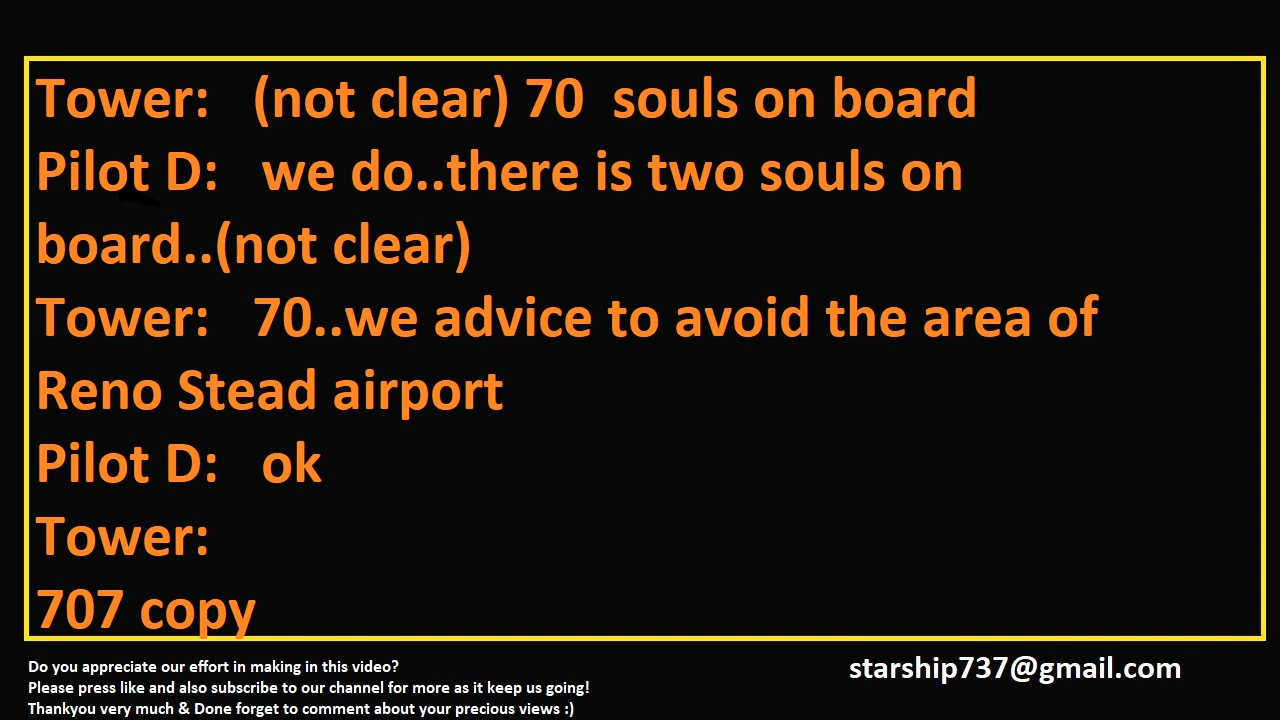 Tower:   (not clear) 70  souls on board
Pilot D:   we do..there is two souls on
board..(not clear)
Tower:   70..we advice to avoid the area of
Reno Stead airport
Pilot D:   ok
Tower:
707 copy
Do you appreciate our effort in making in this video?
Please press like and also subscribe to our channel for more as it keep us going!
Thankyou very much & Done forget to comment about your precious views :)
starship737@gmail.com